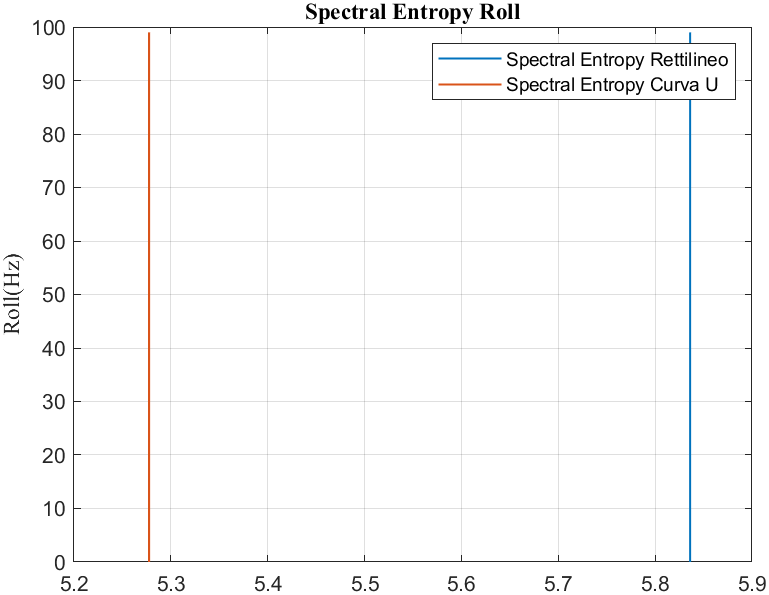 Spectral Entropy Roll
Spectral Entropy Rettilineo
Spectral Entropy Curva U
Roll(Hz)
100
90
80
70
60
50
40
30
20
10
0
5.2 5.3 5.4 5.5 5.6 5.7 5.8 5.9